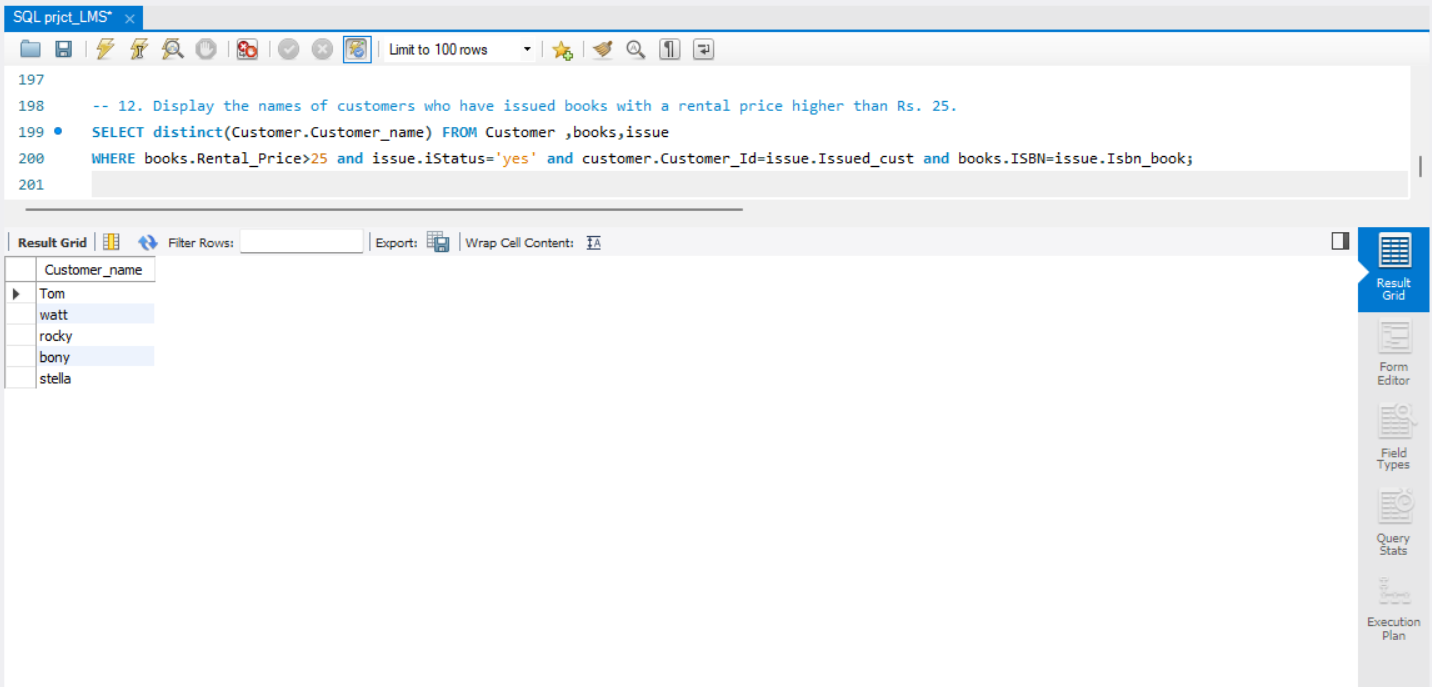 SQL prjct_LMS* ×
Limit to 100 rows
197
198 -- 12. Display the names of customers who have issued books with a rental price higher than Rs. 25.
199 SELECT distinct(Customer.Customer_name) FROM Customer ,books,issue
200 WHERE books.Rental_Price>25 and issue.iStatus='yes' and customer.Customer_Id=issue.Issued_cust and books.ISBN=issue.Isbn_book;
201
Result Grid Filter Rows: Export: Wrap Cell Content: IA
Customer_name
Tom
watt
rocky
bony
stella
Result
Grid
Form
Editor
Field
Types
Query
Stats
Execution
Plan